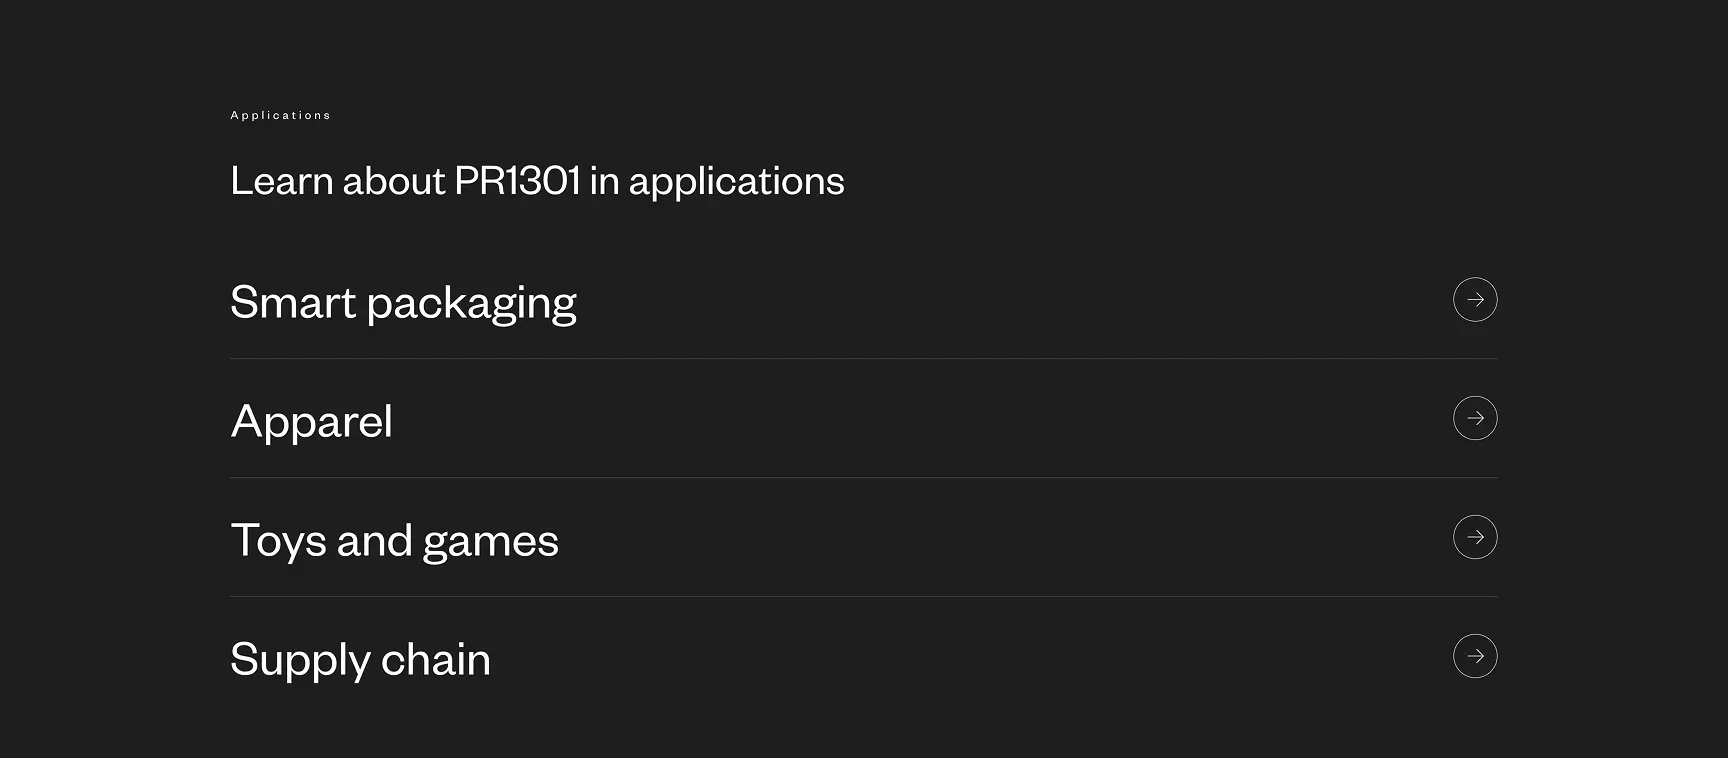 Applications
Learn about PR1301 in applications
Smart packaging
Apparel
Toys and games
Supply chain